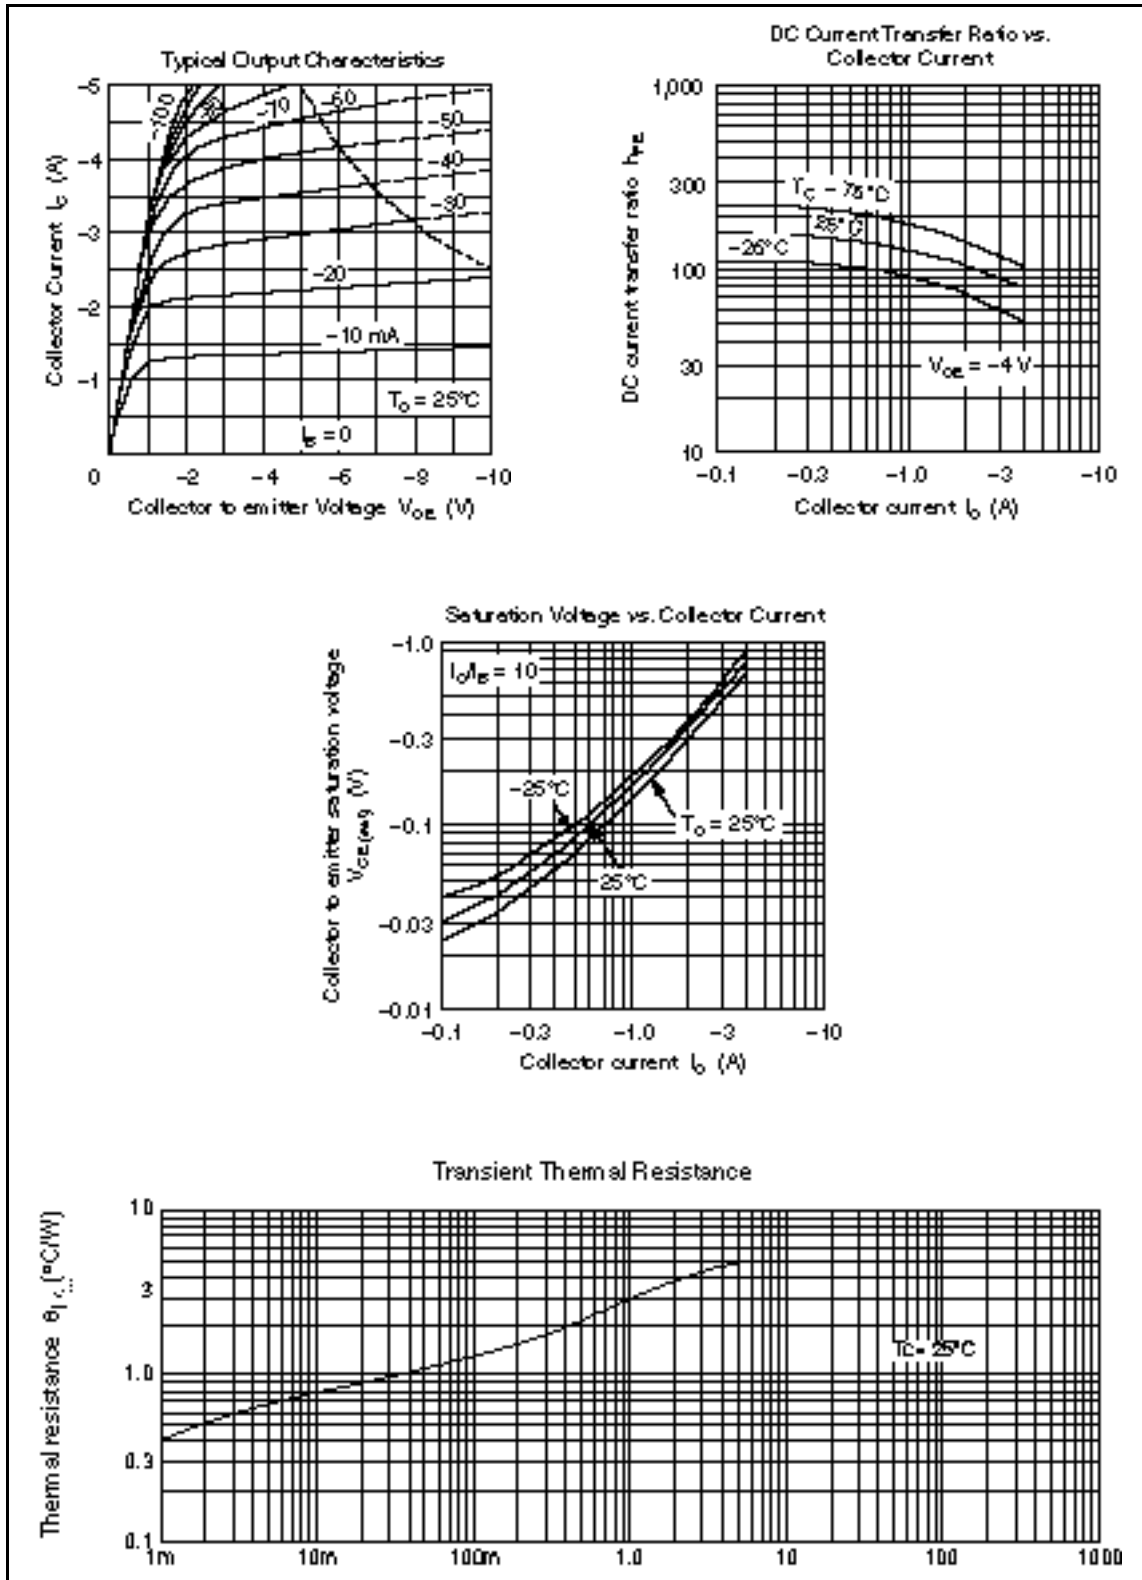 Typical Output Characteristics
Collector Current I_C (A)
-5
-4
-3
-2
-1
0
-2
-4
-6
-8
-10
-100
-70
-60
-50
-40
-30
-20
-10 mA
T_C = 25°C
I_B = 0
Collector to emitter Voltage V_CE (V)
DC Current Transfer Ratio vs.
Collector Current
DC current transfer ratio h_FE
1,000
300
100
30
10
T_C = 75°C
25°C
-25°C
V_CE = -4 V
-0.1
-0.3
-1.0
-3
-10
Collector current I_C (A)
Saturation Voltage vs. Collector Current
Collector to emitter saturation voltage
V_CE(sat) (V)
-1.0
-0.3
-0.1
-0.03
-0.01
I_C/I_B = 10
-25°C
T_C = 25°C
25°C
-0.1
-0.3
-1.0
-3
-10
Collector current I_C (A)
Transient Thermal Resistance
Thermal resistance (°C/W)
10
3
1.0
0.3
0.1
Tc = 25°C
1m
10m
100m
1.0
10
100
1000